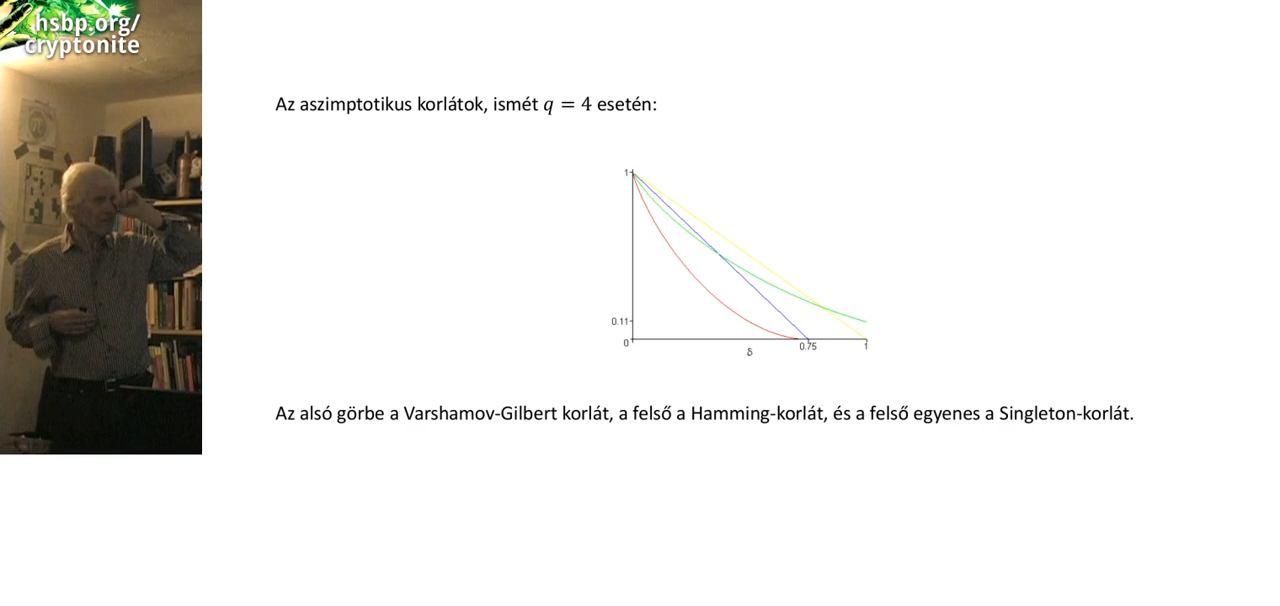 hsbp.org/
cryptonite
Az aszimptotikus korlátok, ismét q = 4 esetén:
1
0.11
0
δ
0.75
1
Az alsó görbe a Varshamov-Gilbert korlát, a felső a Hamming-korlát, és a felső egyenes a Singleton-korlát.